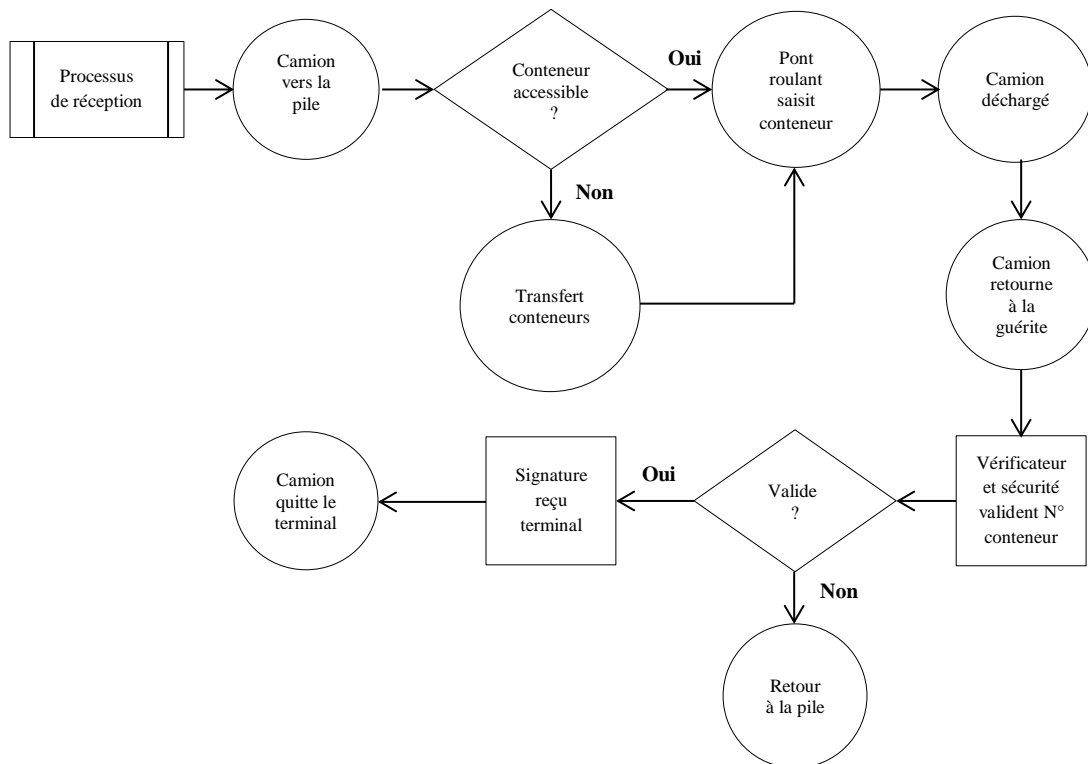 Processus
de réception
Camion
vers la
pile
Conteneur
accessible
?
Oui
Pont
roulant
saisit
conteneur
Camion
déchargé
Non
Transfert
conteneurs
Camion
retourne
à la
guérite
Vérificateur
et sécurité
valident N°
conteneur
Valide
?
Oui
Signature
reçu
terminal
Camion
quitte le
terminal
Non
Retour
à la pile